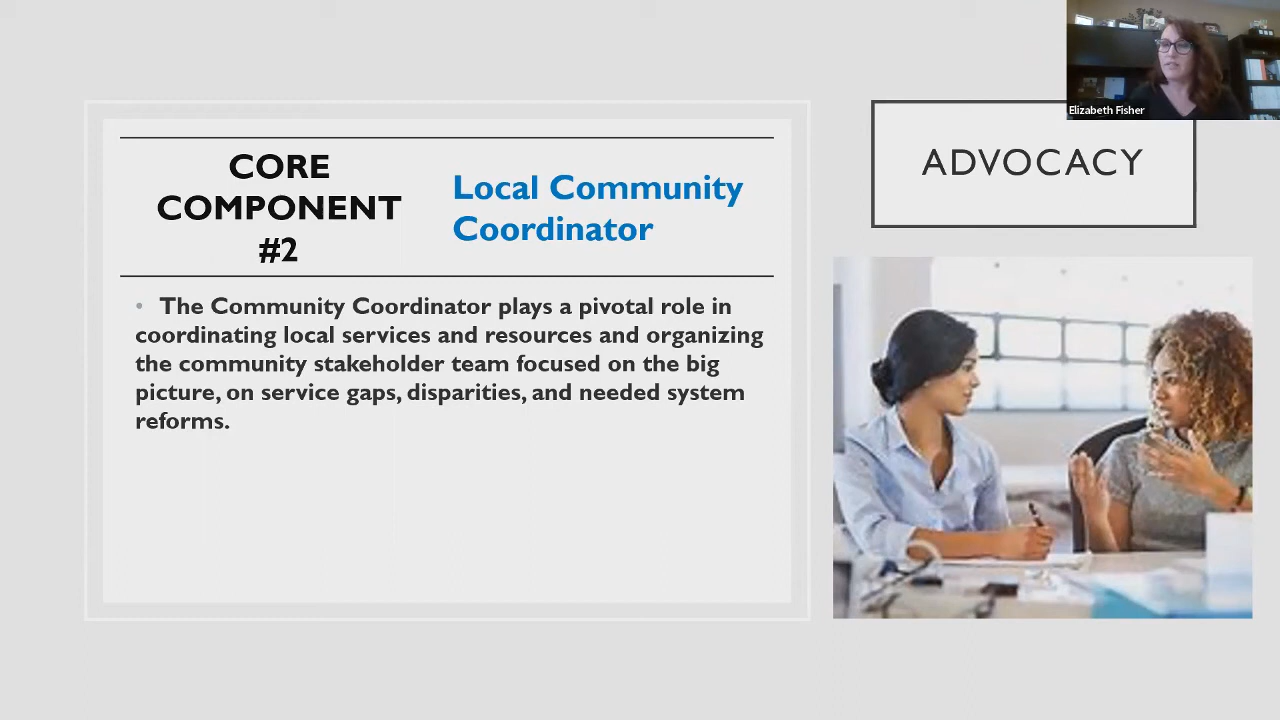 CORE
COMPONENT
#2
Local Community
Coordinator
• The Community Coordinator plays a pivotal role in
coordinating local services and resources and organizing
the community stakeholder team focused on the big
picture, on service gaps, disparities, and needed system
reforms.
ADVOCACY
Elizabeth Fisher